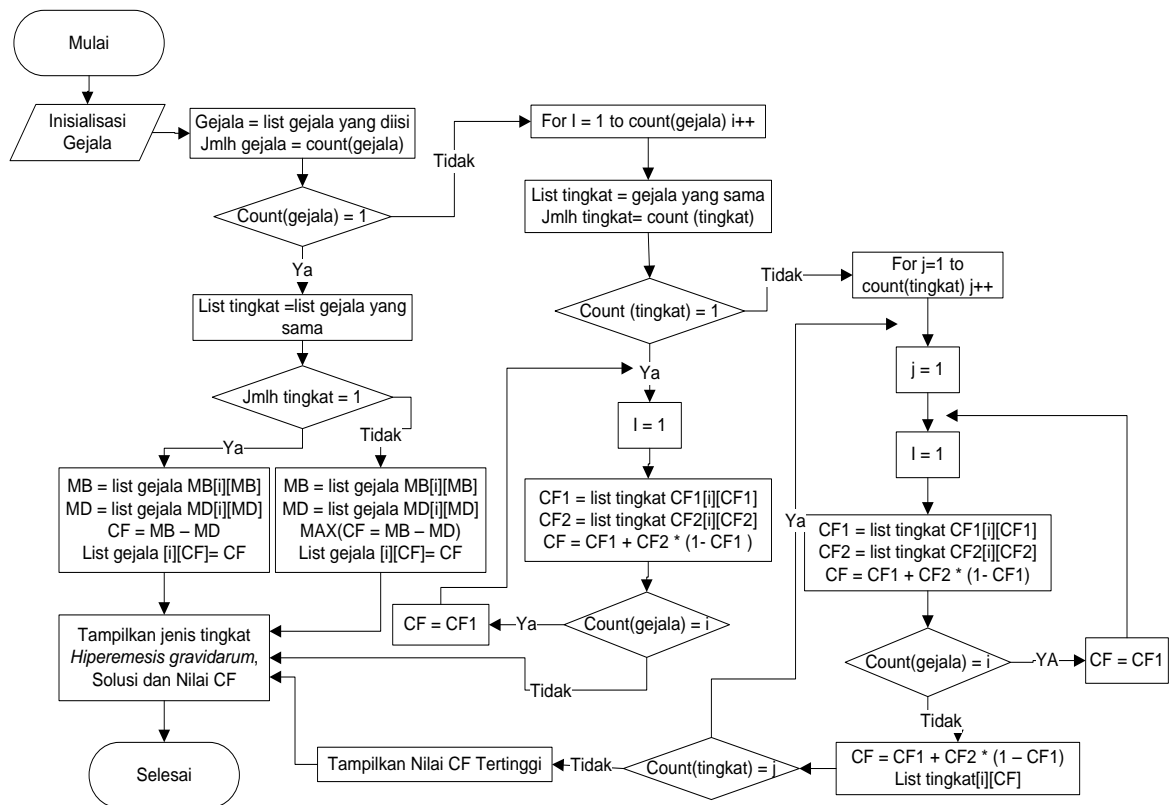 Mulai
Inisialisasi
Gejala
Gejala = list gejala yang diisi
Jmlh gejala = count(gejala)
Count(gejala) = 1
Tidak
Ya
List tingkat =list gejala yang
sama
Jmlh tingkat = 1
Ya
Tidak
MB = list gejala MB[i][MB]
MD = list gejala MD[i][MD]
CF = MB – MD
List gejala [i][CF]= CF
MB = list gejala MB[i][MB]
MD = list gejala MD[i][MD]
MAX(CF = MB – MD)
List gejala [i][CF]= CF
Tampilkan jenis tingkat
Hiperemesis gravidarum,
Solusi dan Nilai CF
Selesai
For I = 1 to count(gejala) i++
List tingkat = gejala yang sama
Jmlh tingkat= count (tingkat)
Count (tingkat) = 1
Tidak
Ya
I = 1
CF1 = list tingkat CF1[i][CF1]
CF2 = list tingkat CF2[i][CF2]
CF = CF1 + CF2 * (1- CF1 )
Count(gejala) = i
Ya
CF = CF1
Tidak
For j=1 to
count(tingkat) j++
j = 1
I = 1
CF1 = list tingkat CF1[i][CF1]
CF2 = list tingkat CF2[i][CF2]
CF = CF1 + CF2 * (1- CF1)
Count(gejala) = i
YA
CF = CF1
Tidak
CF = CF1 + CF2 * (1 – CF1)
List tingkat[i][CF]
Count(tingkat) = j
Ya
Tidak
Tampilkan Nilai CF Tertinggi